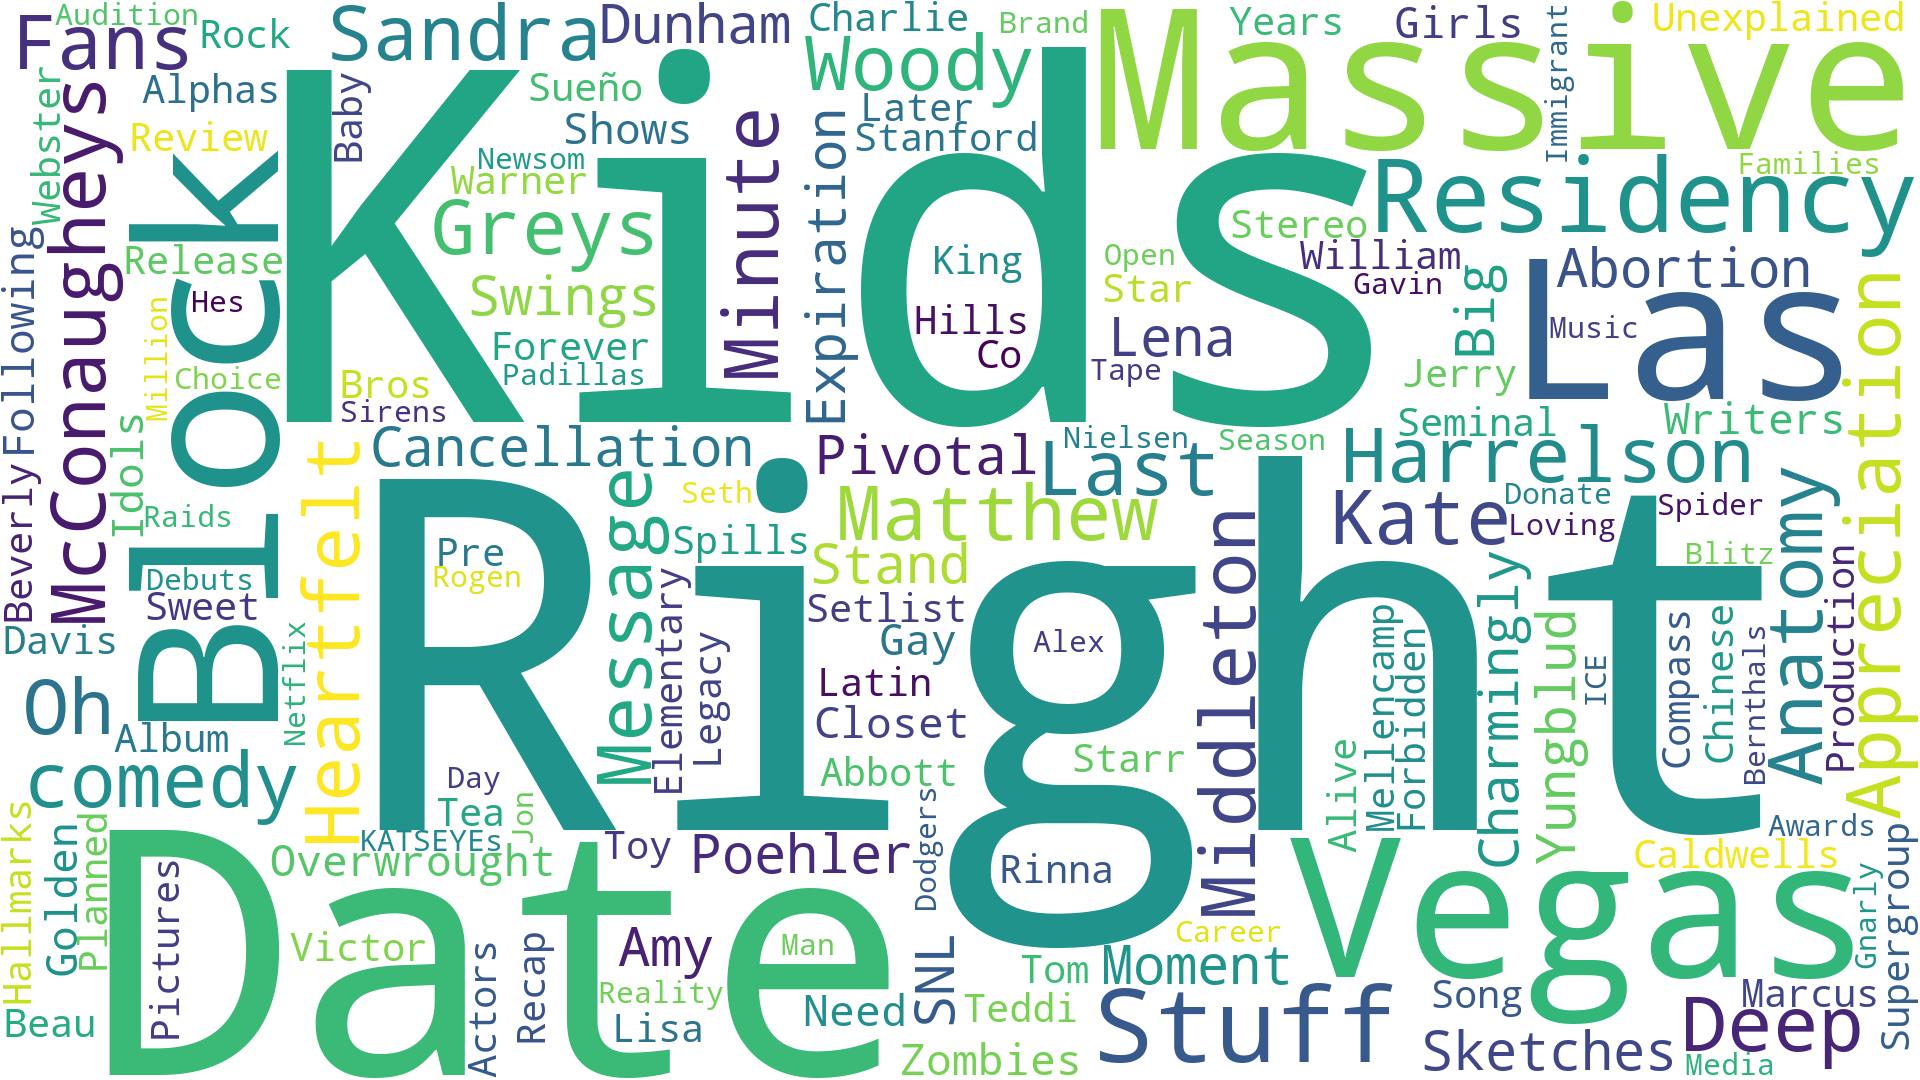 Audition
Fans
Rock
Sandra
Dunham
Charlie
Brand
Massive
Years
Girls
Unexplained
Woody
Immigrant
Alphas
Baby
Sueño
Shows
Later
Stanford
Webster
Review
Kids
Newsom
Warner
Minute
Families
Residency
McConaugheys
Block
Greys
Expiration
Stereo
William
Abortion
Following
Release
Hes
Swings
King
Open
Star
Gavin
Big
Las
Music
Million
Choice
Forever
Padillas
Hills
Co
Lena
Tape
Jerry
Bros
Sirens
Appreciation
Idols
Heartfelt
Cancellation
Pivotal
Last
Nielsen
Season
Seminal
Writers
Harrelson
Beverly
Raids
Right
Message
Seth
Matthew
Kate
Donate
Loving
Spider
Anatomy
Debuts
Sweet
Pre
Rogen
Spills
Stand
Middleton
Blitz
Davis
Elementary
Legacy
Setlist
Gay
Alex
Mellencamp
Forbidden
Charmingly
Yungblud
ICE
Compass
Chinese
Bernthals
Production
Oh
Album
Netflix
Latin
Closet
comedy
Day
Tea
Jon
Abbott
Starr
Alive
Hallmarks
Golden
Planned
KATSEYEs
Overwrought
Toy
Poehler
Dodgers
Rinna
Awards
Caldwells
Date
Pictures
Victor
Actors
Recap
Amy
Man
SNL
Career
Vegas
Gnarly
Supergroup
Beau
Reality
Lisa
Need
Tom
Moment
Teddi
Stuff
Song
Marcus
Deep
Zombies
Sketches
Media